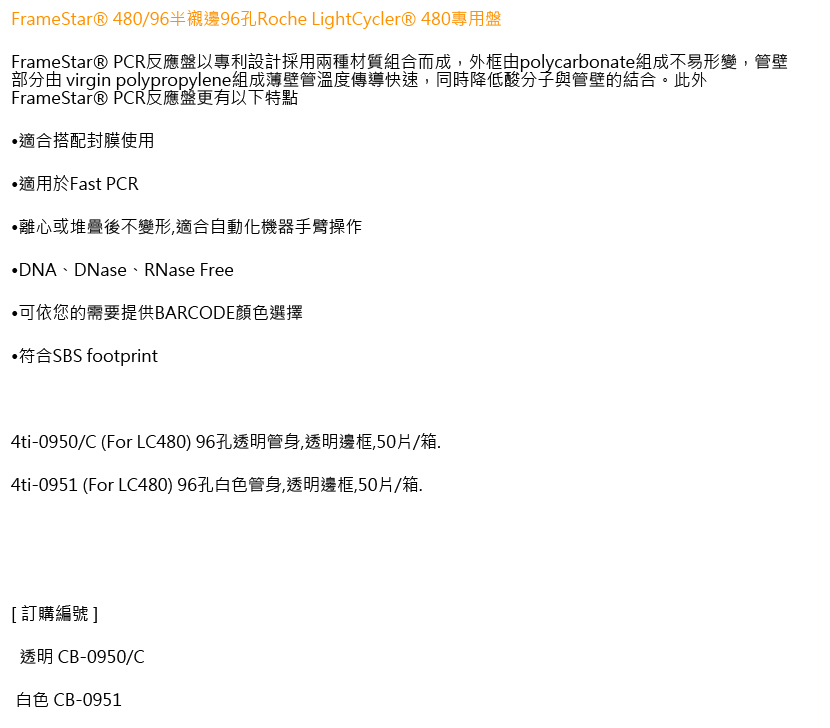 FrameStar® 480/96半襯邊96孔Roche LightCycler® 480專用盤
FrameStar® PCR反應盤以專利設計採用兩種材質組合而成，外框由polycarbonate組成不易形變，管壁
部分由 virgin polypropylene組成薄壁管溫度傳導快速，同時降低酸分子與管壁的結合。此外
FrameStar® PCR反應盤更有以下特點
•適合搭配封膜使用
•適用於Fast PCR
•離心或堆疊後不變形,適合自動化機器手臂操作
•DNA、DNase、RNase Free
•可依您的需要提供BARCODE顏色選擇
•符合SBS footprint
4ti-0950/C (For LC480) 96孔透明管身,透明邊框,50片/箱.
4ti-0951 (For LC480) 96孔白色管身,透明邊框,50片/箱.
[ 訂購編號 ]
透明 CB-0950/C
白色 CB-0951